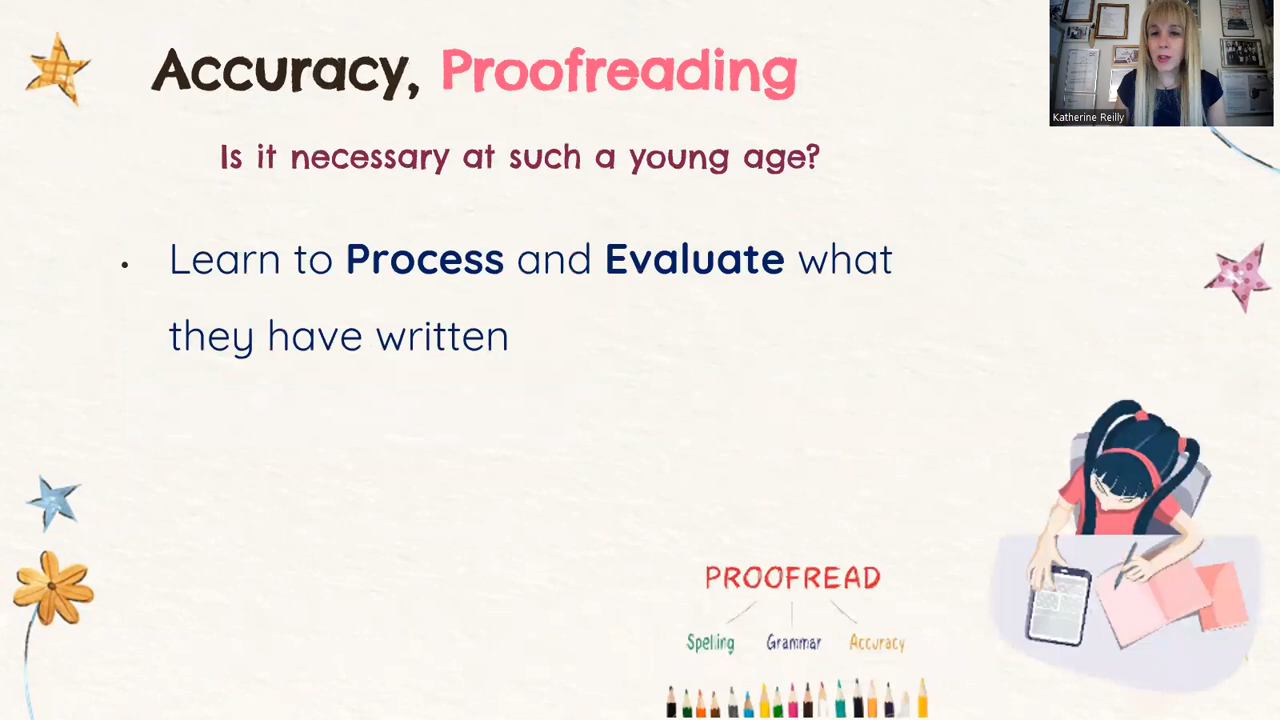 Accuracy, Proofreading
Katherine Reilly
Is it necessary at such a young age?
• Learn to Process and Evaluate what
they have written
PROOFREAD
Spelling Grammar Accuracy